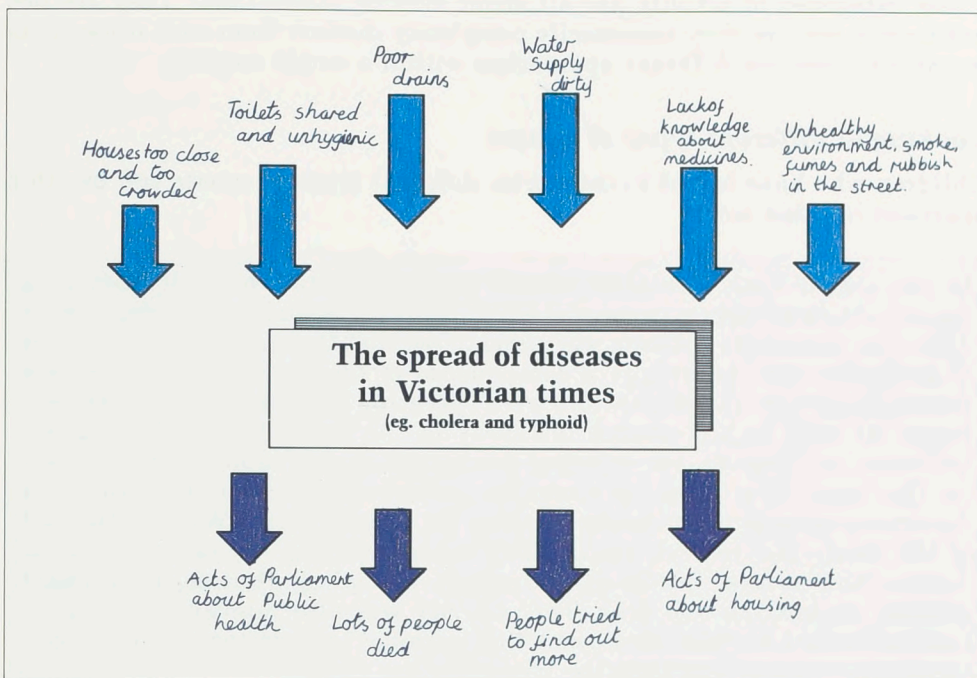 Houses too close
and too
crowded
Toilets shared
and unhygienic
Poor
drains
Water
Supply
dirty
Lack of
knowledge
about
medicines.
Unhealthy
environment, smoke,
fumes and rubbish
in the street.
The spread of diseases
in Victorian times
(eg. cholera and typhoid)
Acts of Parliament
about Public
health
Lots of people
died
People tried
to find out
more
Acts of Parliament
about housing